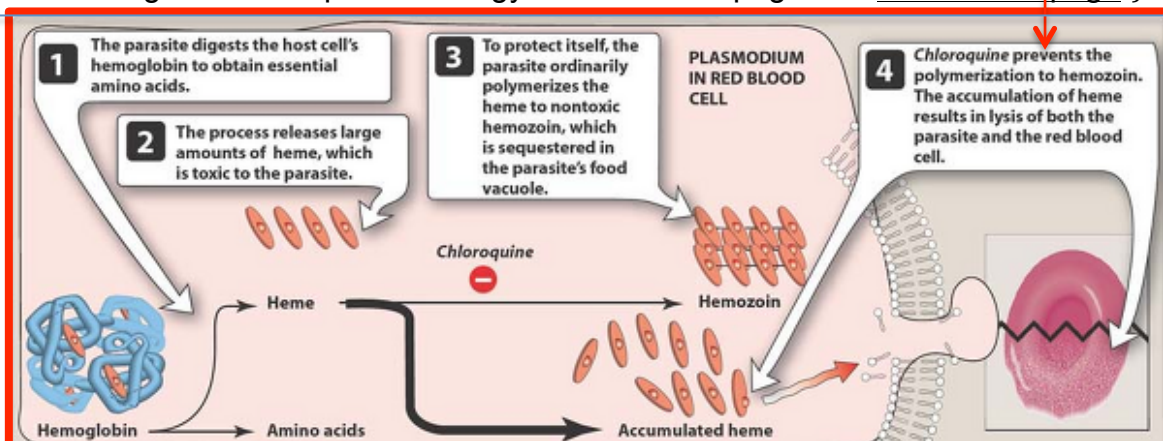 1
The parasite digests the host cell's
hemoglobin to obtain essential
amino acids.
2
The process releases large
amounts of heme, which
is toxic to the parasite.
3
To protect itself, the
parasite ordinarily
polymerizes the
heme to nontoxic
hemozoin, which
is sequestered in
the parasite's food
vacuole.
PLASMODIUM
IN RED BLOOD
CELL
4
Chloroquine prevents the
polymerization to hemozoin.
The accumulation of heme
results in lysis of both the
parasite and the red blood
cell.
Chloroquine
Heme
Hemozoin
Hemoglobin
Amino acids
Accumulated heme